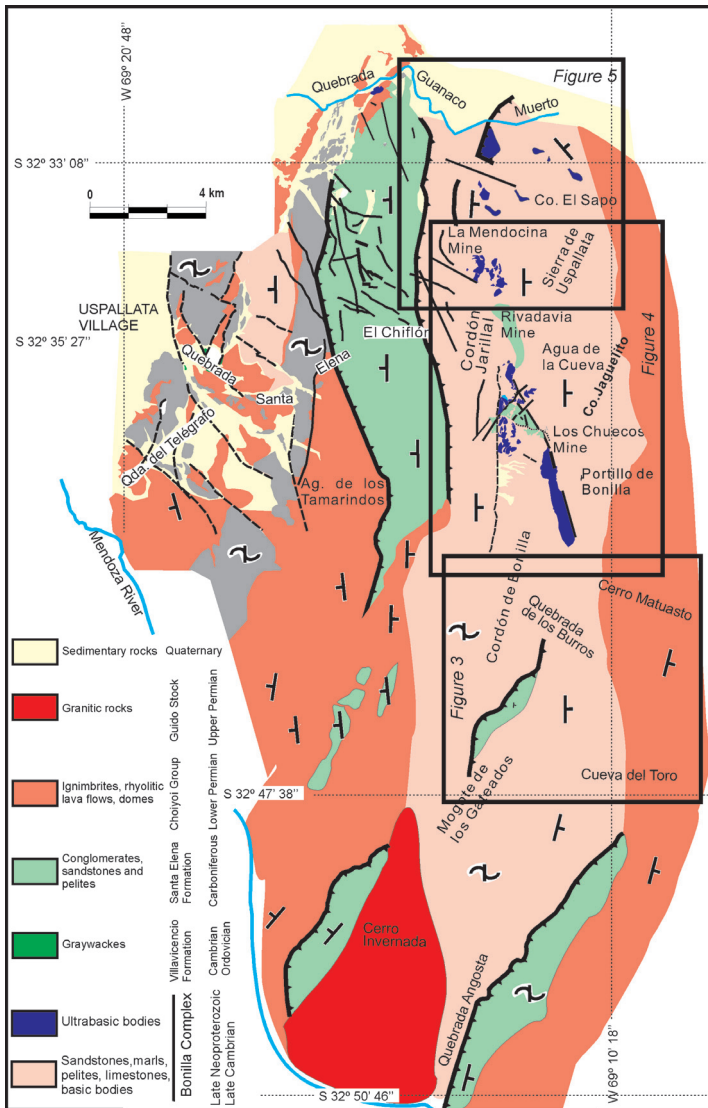 W 69º 20' 48''
Quebrada
Guanaco
Muerto
Figure 5
S 32º 33' 08''
0 4 km
Co. El Sapo
La Mendocina
Mine
Sierra de
Uspallata
USPALLATA
VILLAGE
Rivadavia
Mine
El Chiflón
Cordón
Jarillal
Figure 4
S 32º 35' 27''
Quebrada
Santa
Elena
Agua de
la Cueva
Co. Jaguelito
Qda. del Telégrafo
Los Chuecos
Mine
Ag. de los
Tamarindos
Portillo de
Bonilla
Mendoza River
Cordón de Bonilla
Quebrada
de los Burros
Cerro Matuasto
Figure 3
Cueva del Toro
S 32º 47' 38''
Mogote de
los Gateados
Cerro
Invernada
Quebrada Angosta
S 32º 50' 46''
W 69º 10' 18''
Sedimentary rocks Quaternary
Granitic rocks
Guido Stock
Upper Permian
Ignimbrites, rhyolitic
lava flows, domes
Choiyoi Group
Lower Permian
Conglomerates,
sandstones and
pelites
Santa Elena
Formation
Carboniferous
Graywackes
Villavicencio
Formation
Cambrian
Ordovician
Ultrabasic bodies
Sandstones,marls,
pelites, limestones,
basic bodies
Bonilla Complex
Late Neoproterozoic
Late Cambrian